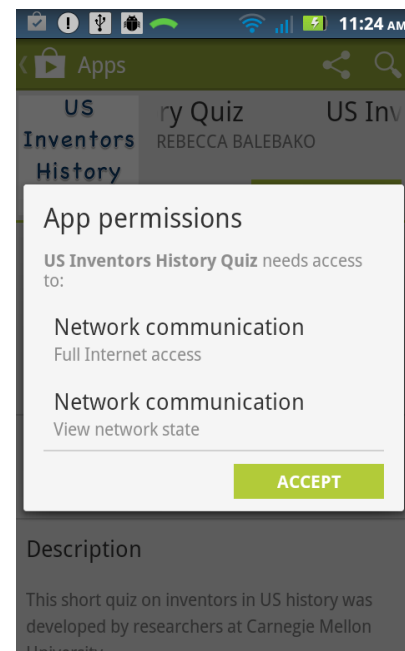 11:24 AM
Apps
US
Inventors
History
ry Quiz
US Inv
REBECCA BALEBAKO
App permissions
US Inventors History Quiz needs access
to:
Network communication
Full Internet access
Network communication
View network state
ACCEPT
Description
This short quiz on inventors in US history was
developed by researchers at Carnegie Mellon
University